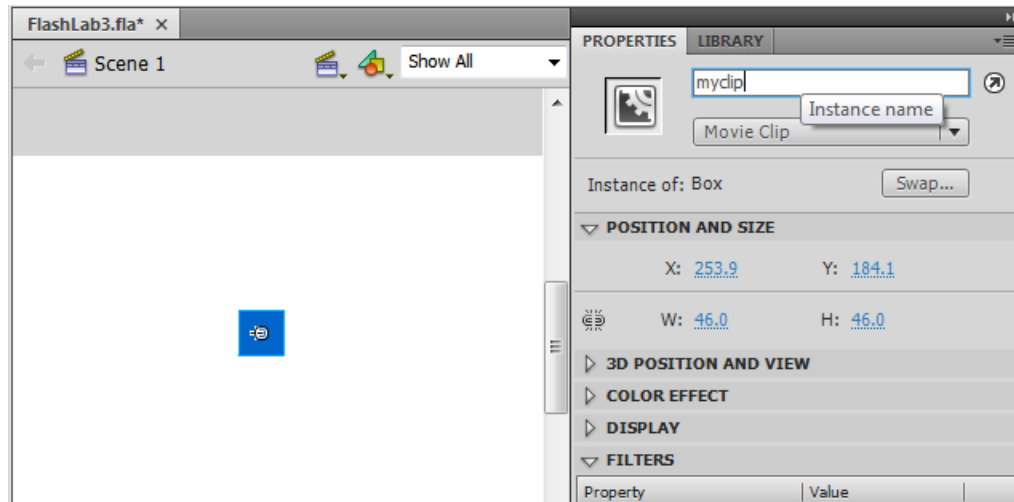 FlashLab3.fla* ×
Scene 1
Show All
PROPERTIES LIBRARY
myclip
Instance name
Movie Clip
Instance of: Box Swap...
POSITION AND SIZE
X: 253.9 Y: 184.1
W: 46.0 H: 46.0
3D POSITION AND VIEW
COLOR EFFECT
DISPLAY
FILTERS
Property Value